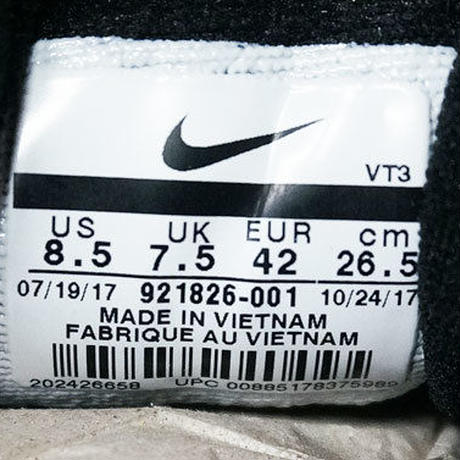 VT3
US UK EUR cm
8.5 7.5 42 26.5
07/19/17 921826-001 10/24/17
MADE IN VIETNAM
FABRIQUE AU VIETNAM
202426658 UPC 00885178375989